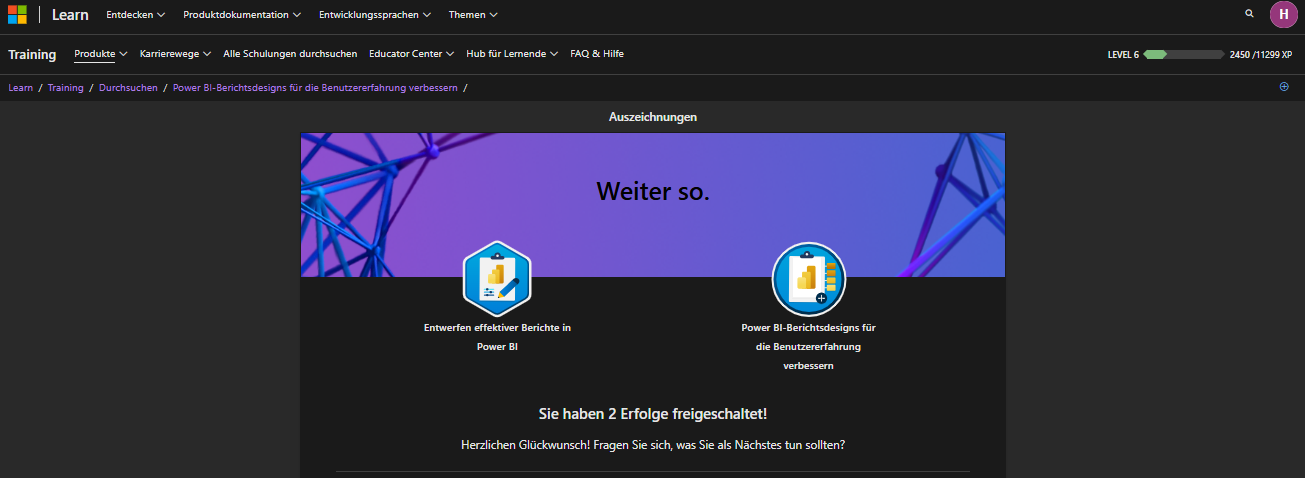 Learn
Entdecken
Produktdokumentation
Entwicklungssprachen
Themen
H
Training
Produkte
Karrierewege
Alle Schulungen durchsuchen
Educator Center
Hub für Lernende
FAQ & Hilfe
LEVEL 6
2450 /11299 XP
Learn / Training / Durchsuchen / Power BI-Berichtsdesigns für die Benutzererfahrung verbessern /
Auszeichnungen
Weiter so.
Entwerfen effektiver Berichte in
Power BI
Power BI-Berichtsdesigns für
die Benutzererfahrung
verbessern
Sie haben 2 Erfolge freigeschaltet!
Herzlichen Glückwunsch! Fragen Sie sich, was Sie als Nächstes tun sollten?